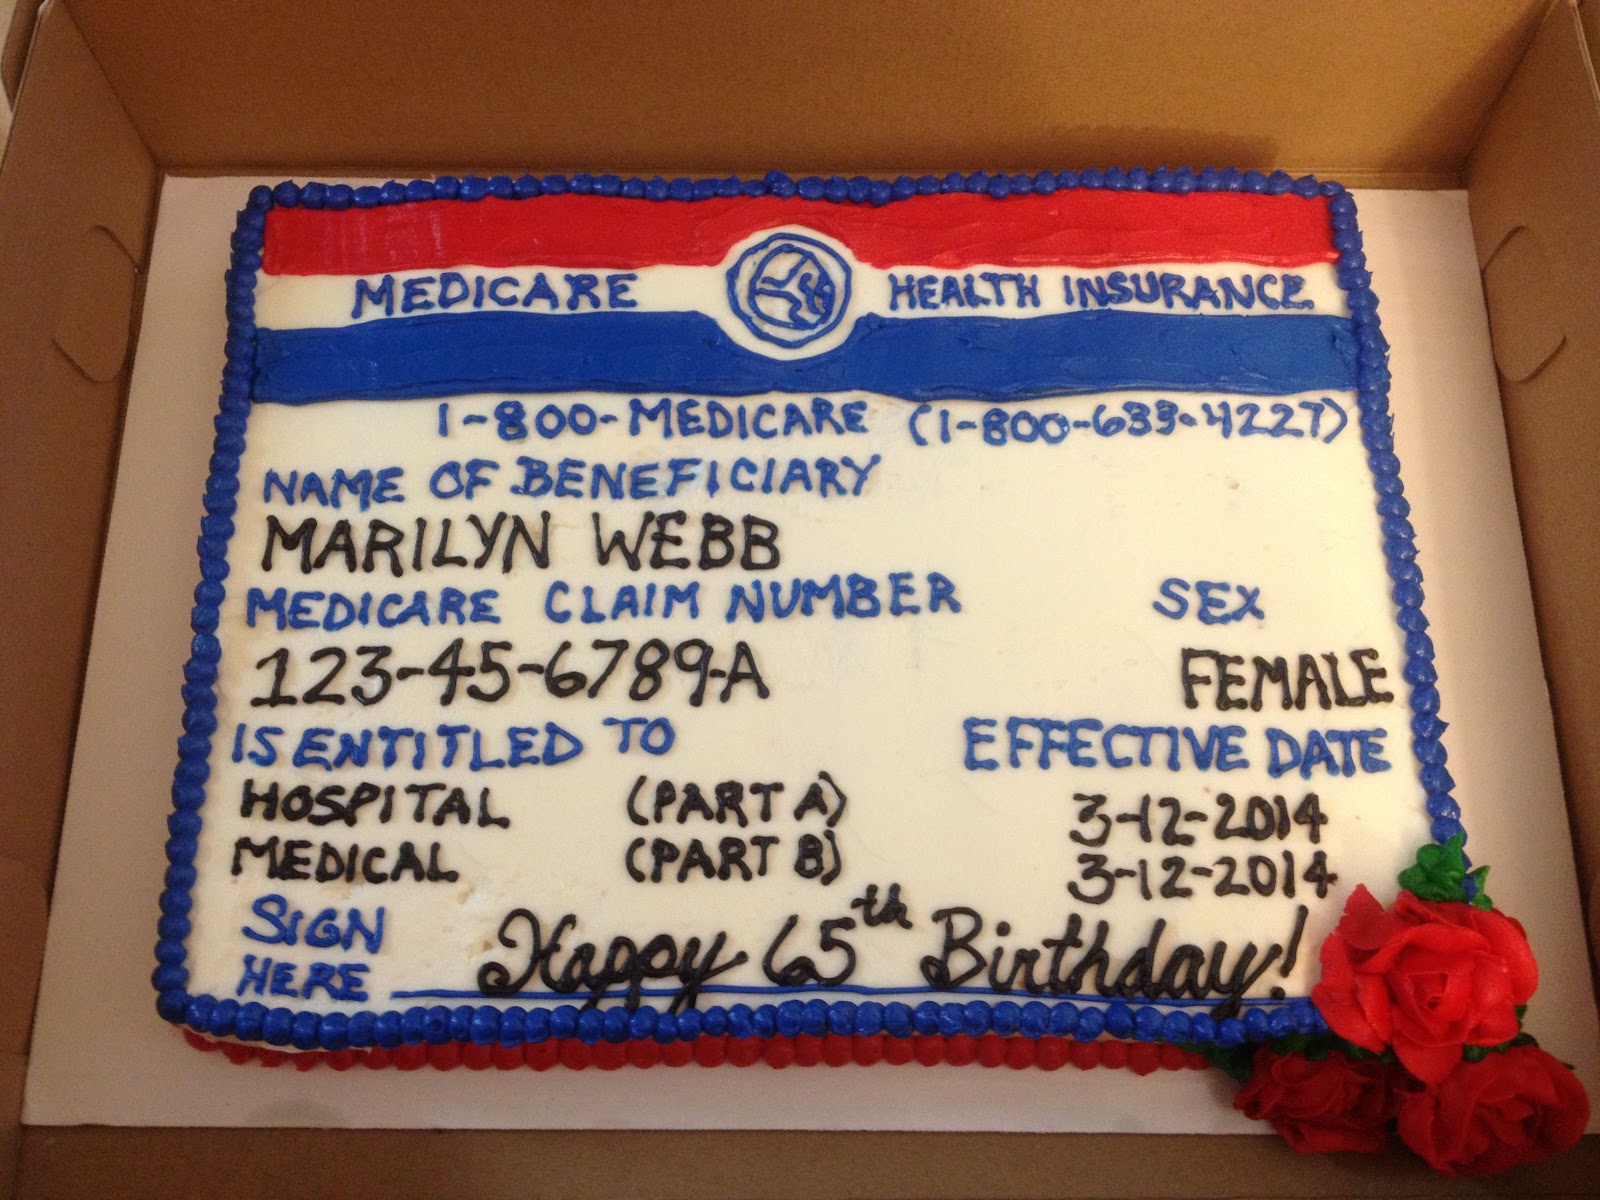 MEDICARE HEALTH INSURANCE
1-800-MEDICARE (1-800-633-4227)
NAME OF BENEFICIARY
MARILYN WEBB
MEDICARE CLAIM NUMBER SEX
123-45-6789-A FEMALE
IS ENTITLED TO EFFECTIVE DATE
HOSPITAL (PART A) 3-12-2014
MEDICAL (PART B) 3-12-2014
SIGN
HERE Happy 65th Birthday!